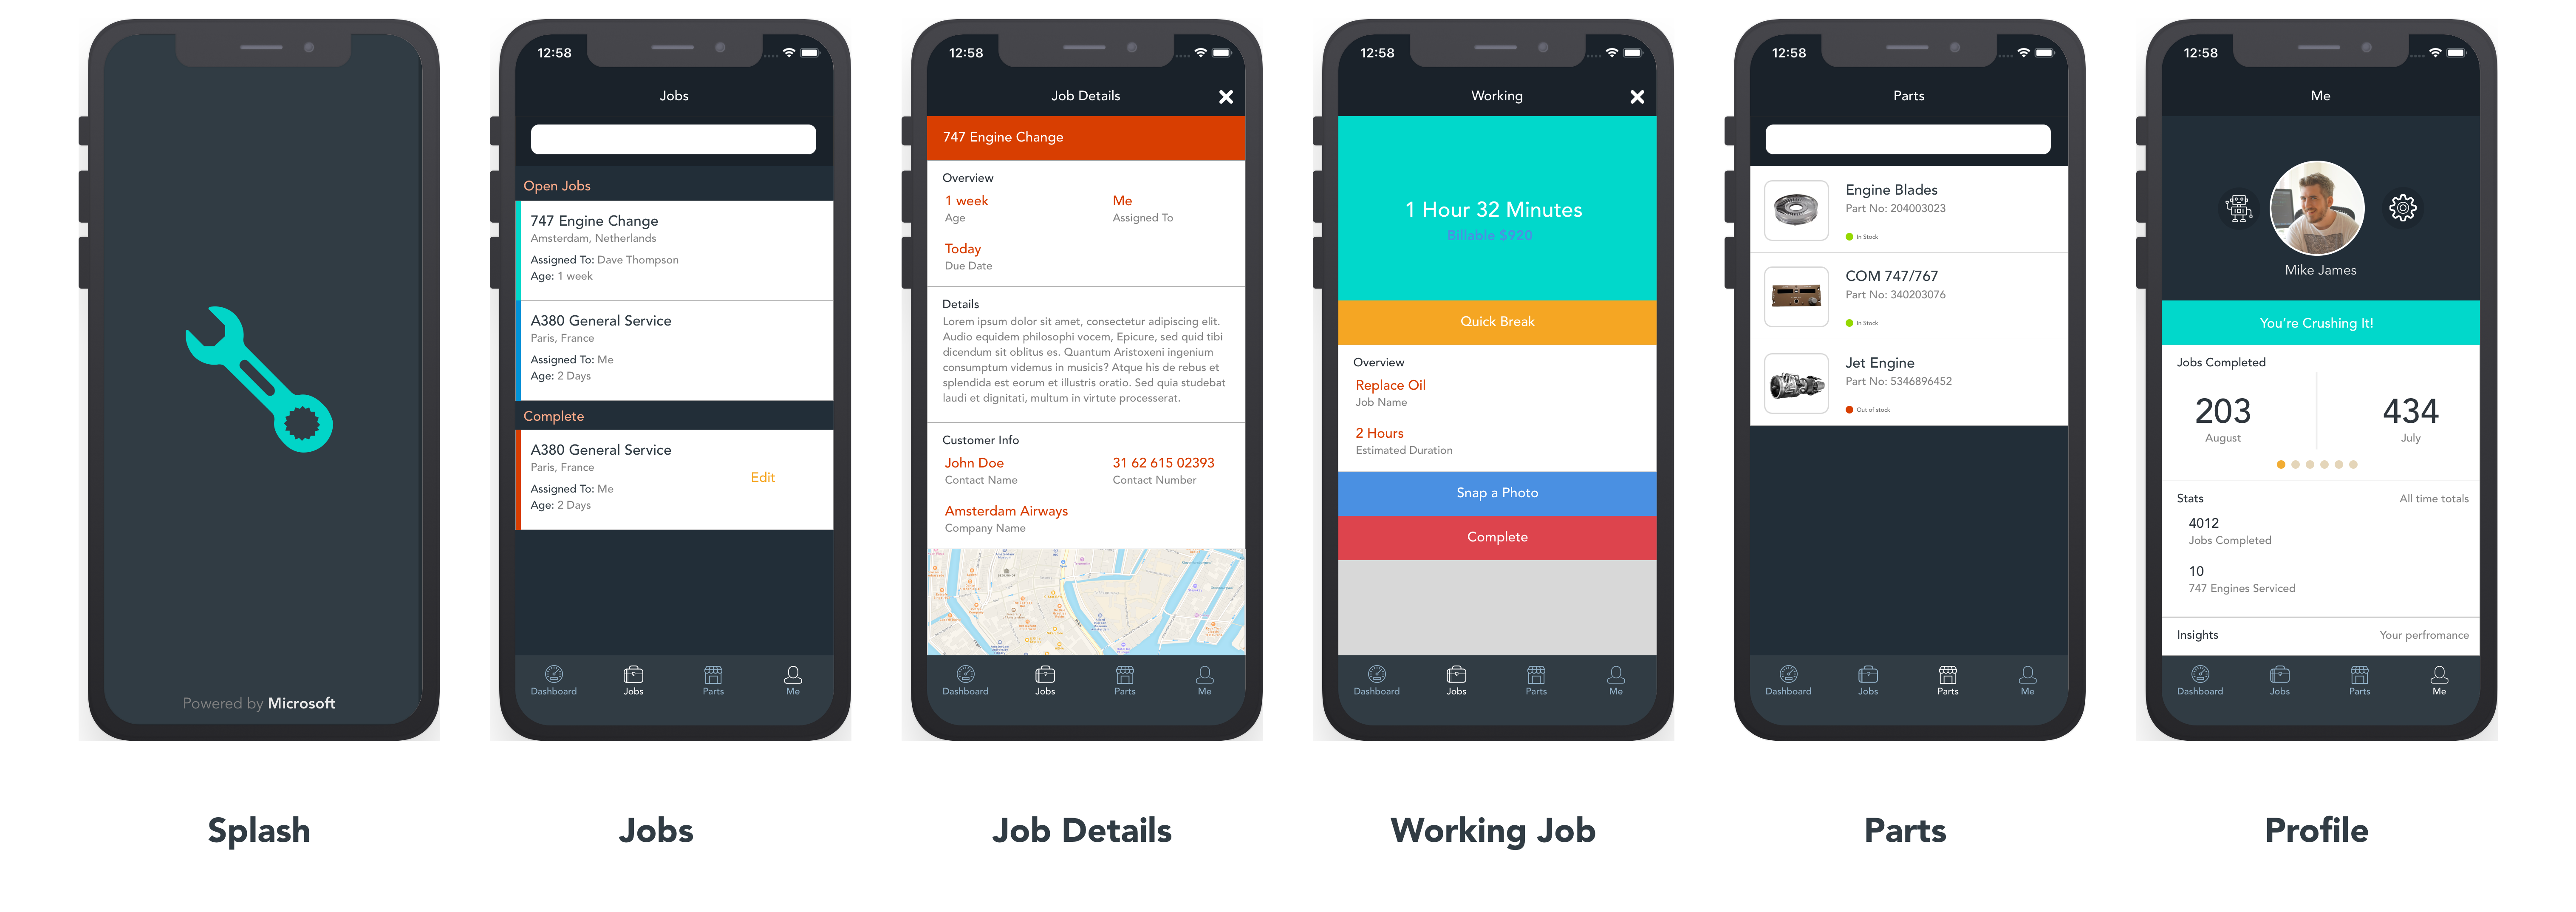 Powered by Microsoft
Splash
12:58
Jobs
Open Jobs
747 Engine Change
Amsterdam, Netherlands
Assigned To: Dave Thompson
Age: 1 week
A380 General Service
Paris, France
Assigned To: Me
Age: 2 Days
Complete
A380 General Service
Paris, France
Edit
Assigned To: Me
Age: 2 Days
Dashboard Jobs Parts Me
Jobs
12:58
Job Details
747 Engine Change
Overview
1 week Me
Age Assigned To
Today
Due Date
Details
Lorem ipsum dolor sit amet, consectetur adipiscing elit.
Audio equidem philosophi vocem, Epicure, sed quid tibi
dicendum sit oblitus es. Quantum Aristoxeni ingenium
consumptum videmus in musicis? Atque his de rebus et
splendida est eorum et illustris oratio. Sed quia studebat
laudi et dignitati, multum in virtute processerat.
Customer Info
John Doe 31 62 615 02393
Contact Name Contact Number
Amsterdam Airways
Company Name
Dashboard Jobs Parts Me
Job Details
12:58
Working
1 Hour 32 Minutes
Billable $920
Quick Break
Overview
Replace Oil
Job Name
2 Hours
Estimated Duration
Snap a Photo
Complete
Dashboard Jobs Parts Me
Working Job
12:58
Parts
Engine Blades
Part No: 204003023
In Stock
COM 747/767
Part No: 340203076
In Stock
Jet Engine
Part No: 5346896452
Out of stock
Dashboard Jobs Parts Me
Parts
12:58
Me
Mike James
You're Crushing It!
Jobs Completed
203 434
August July
Stats All time totals
4012
Jobs Completed
10
747 Engines Serviced
Insights Your perfromance
Dashboard Jobs Parts Me
Profile